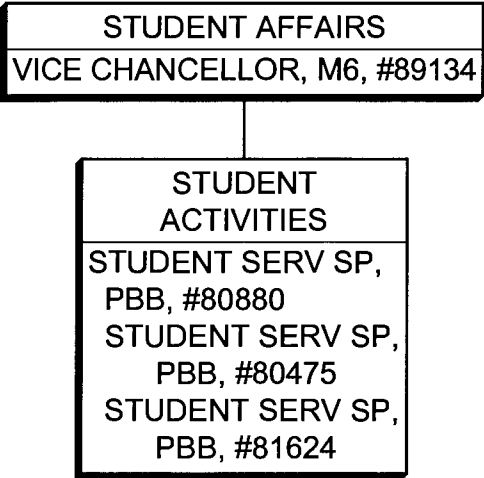 STUDENT AFFAIRS
VICE CHANCELLOR, M6, #89134
STUDENT
ACTIVITIES
STUDENT SERV SP,
PBB, #80880
STUDENT SERV SP,
PBB, #80475
STUDENT SERV SP,
PBB, #81624